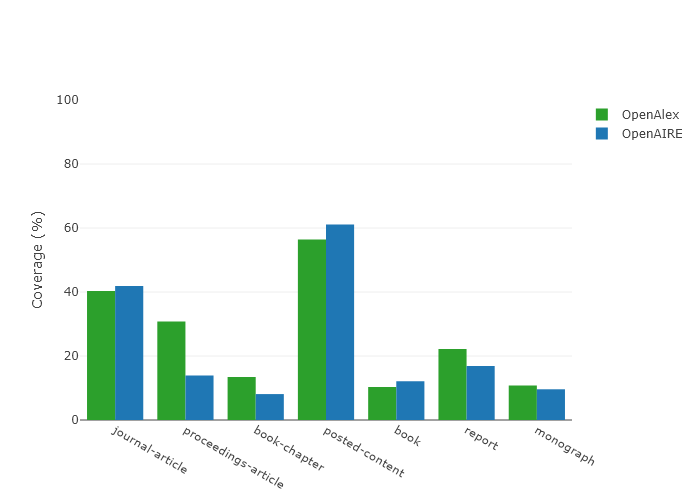 100
80
60
40
20
0
Coverage (%)
journal-article
proceedings-article
book-chapter
posted-content
book
report
monograph
OpenAlex
OpenAIRE